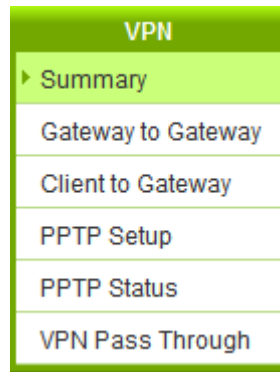 VPN
Summary
Gateway to Gateway
Client to Gateway
PPTP Setup
PPTP Status
VPN Pass Through